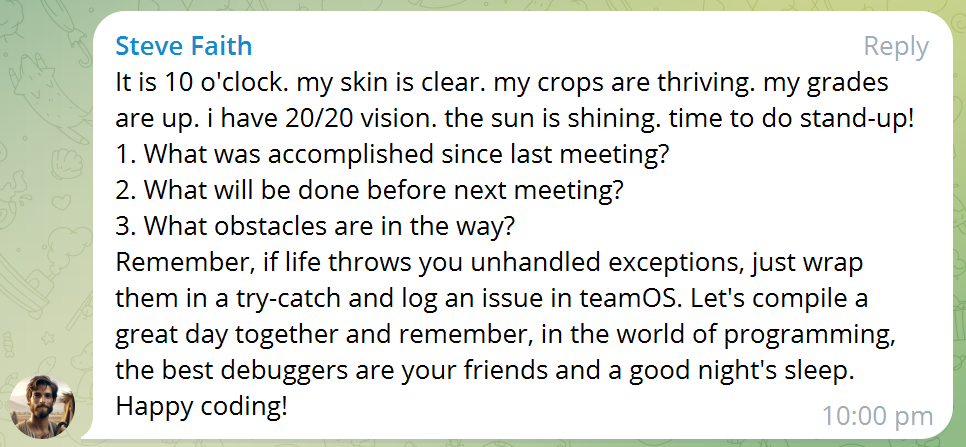 Steve Faith
Reply
It is 10 o'clock. my skin is clear. my crops are thriving. my grades
are up. i have 20/20 vision. the sun is shining. time to do stand-up!
1. What was accomplished since last meeting?
2. What will be done before next meeting?
3. What obstacles are in the way?
Remember, if life throws you unhandled exceptions, just wrap
them in a try-catch and log an issue in teamOS. Let's compile a
great day together and remember, in the world of programming,
the best debuggers are your friends and a good night's sleep.
Happy coding!
10:00 pm